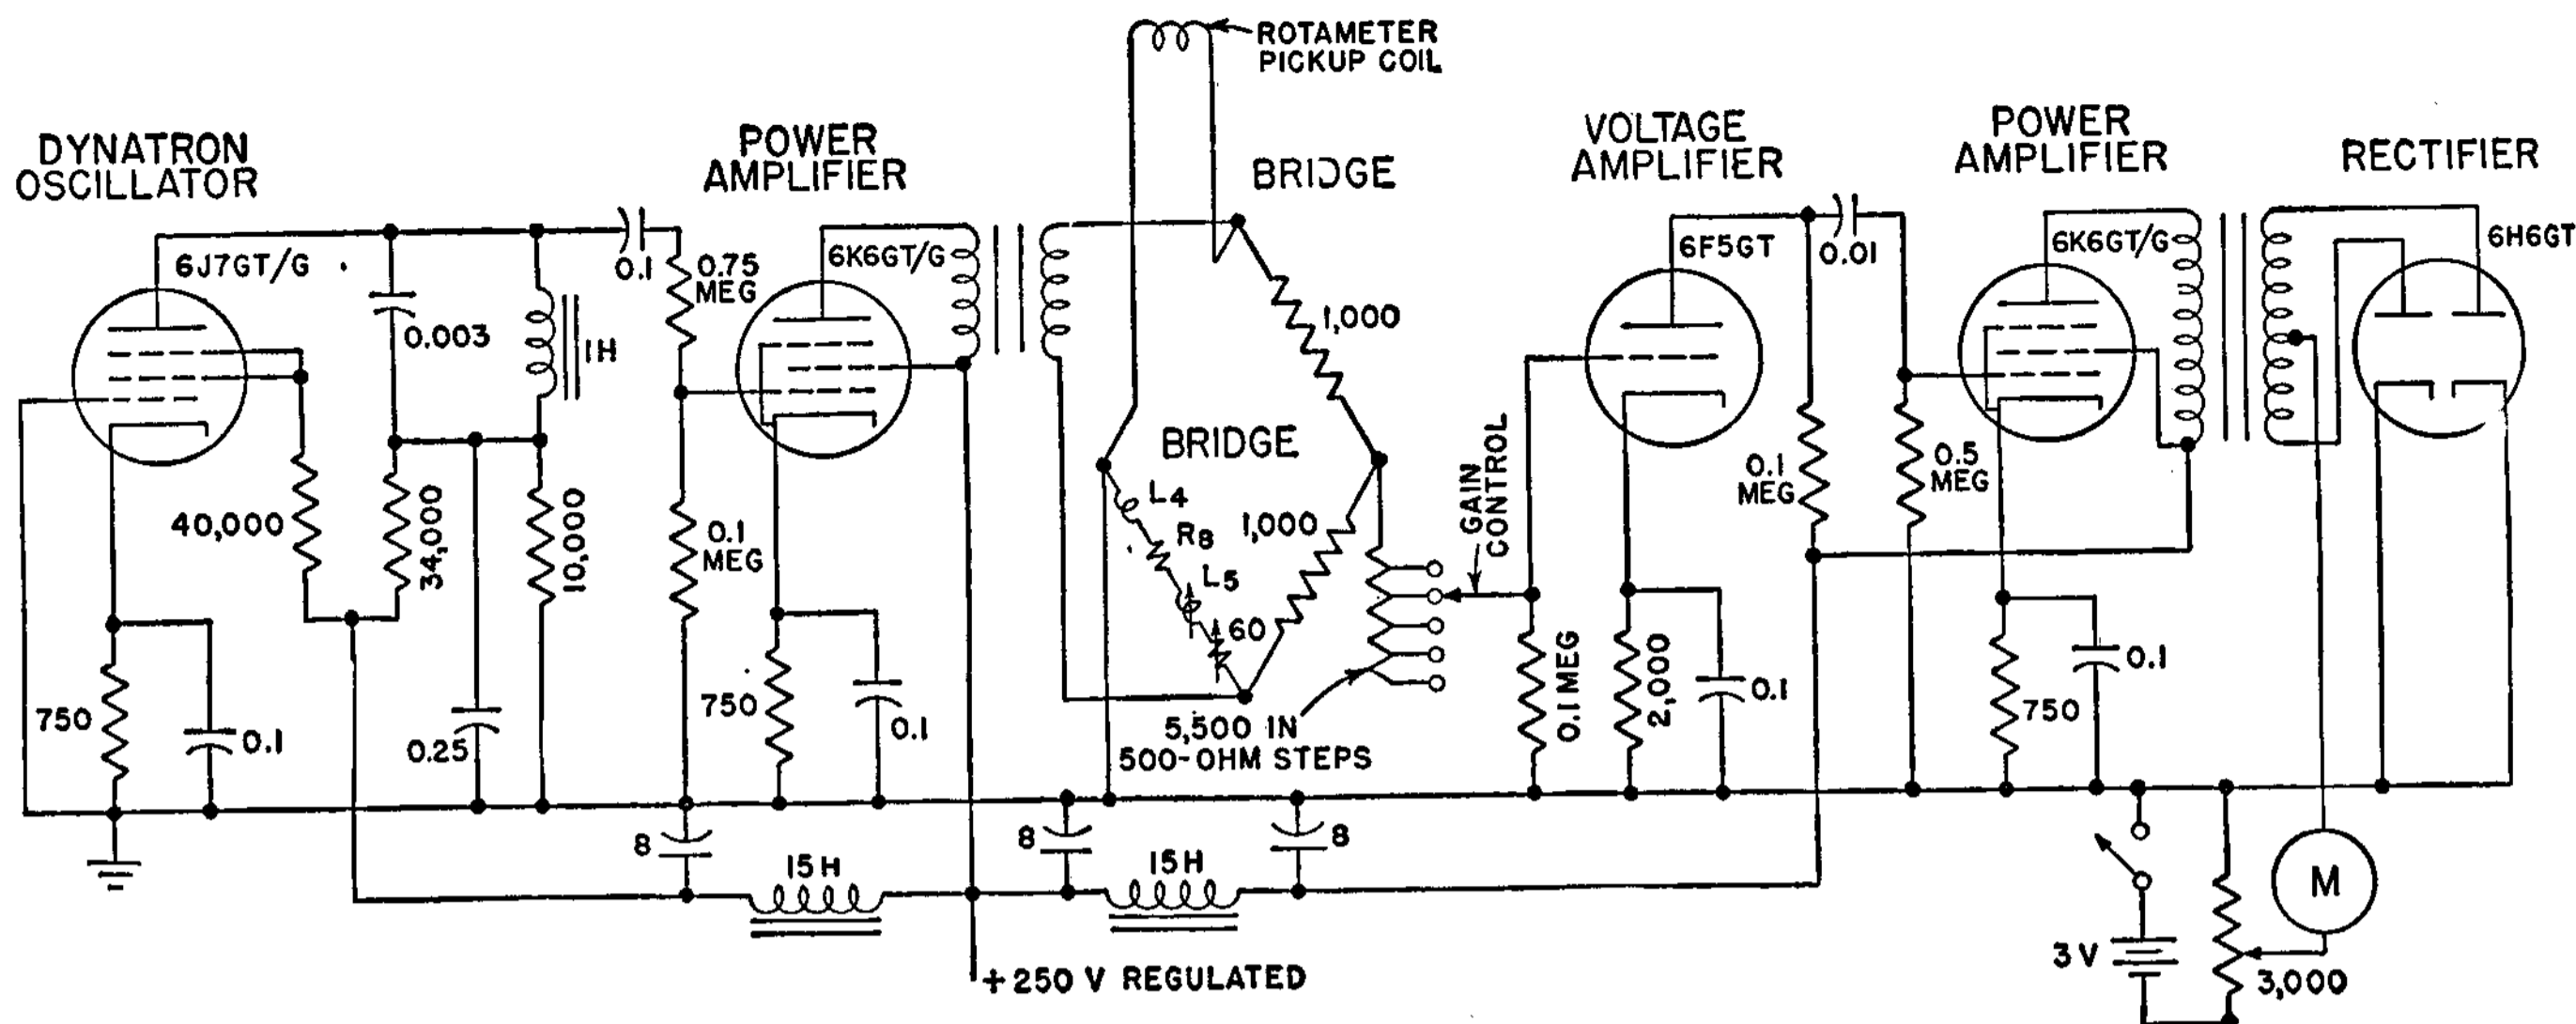 ROTAMETER
PICKUP COIL
DYNATRON
OSCILLATOR
POWER
AMPLIFIER
BRIDGE
VOLTAGE
AMPLIFIER
POWER
AMPLIFIER
RECTIFIER
6J7GT/G
0.003
1H
0.1
0.75
MEG
6K6GT/G
1,000
6F5GT
0.01
6K6GT/G
6H6GT
BRIDGE
L4
R8
L5
60
1,000
GAIN
CONTROL
40,000
34,000
10,000
0.1
MEG
0.1
MEG
0.5
MEG
750
0.1
0.25
750
0.1
5,500 IN
500-OHM STEPS
0.1 MEG
2,000
0.1
750
0.1
8
15H
8
15H
8
M
3V
3,000
+250 V REGULATED